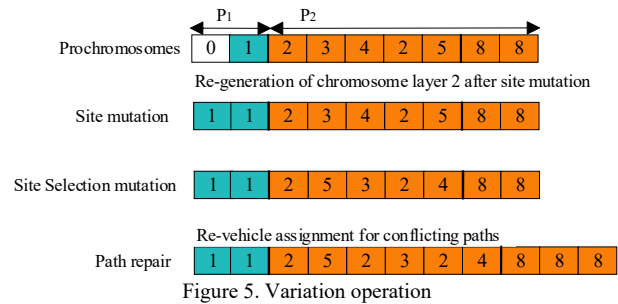 P1 P2
Prochromosomes 0 1 2 3 4 2 5 8 8
Re-generation of chromosome layer 2 after site mutation
Site mutation 1 1 2 3 4 2 5 8 8
Site Selection mutation 1 1 2 5 3 2 4 8 8
Re-vehicle assignment for conflicting paths
Path repair 1 1 2 5 2 3 2 4 8 8 8
Figure 5. Variation operation